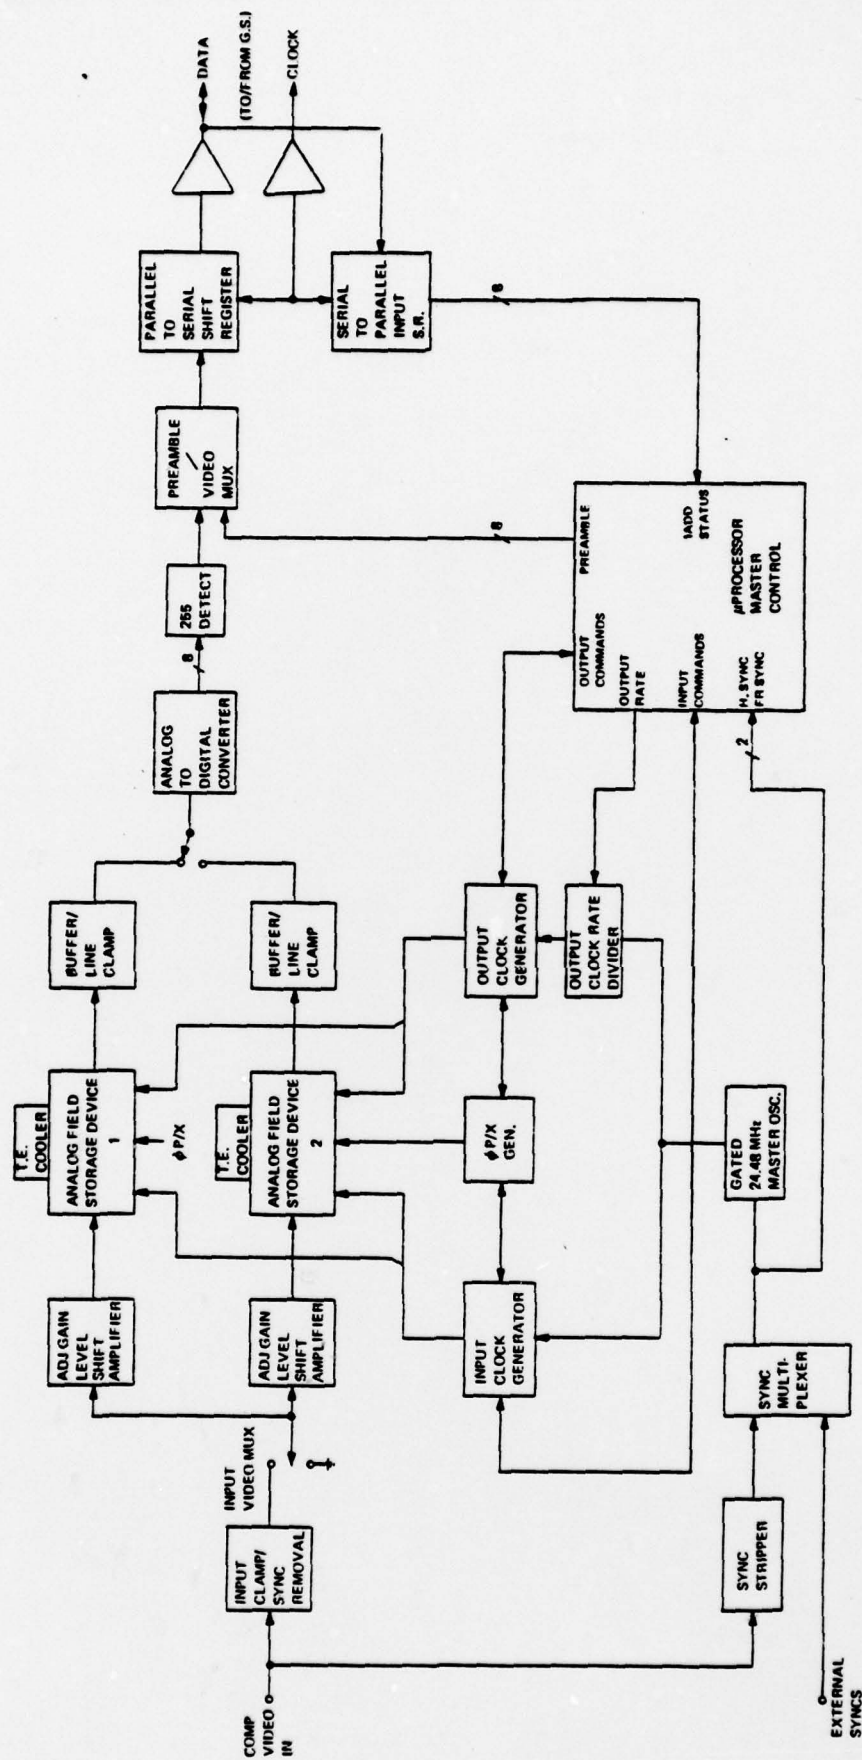 COMP
VIDEO
IN
INPUT
CLAMP/
SYNC
REMOVAL
INPUT
VIDEO MUX
ADJ GAIN
LEVEL
SHIFT
AMPLIFIER
ADJ GAIN
LEVEL
SHIFT
AMPLIFIER
T.E.
COOLER
ANALOG FIELD
STORAGE DEVICE
1
ΦP/X
T.E.
COOLER
ANALOG FIELD
STORAGE DEVICE
2
BUFFER/
LINE
CLAMP
BUFFER/
LINE
CLAMP
ANALOG
TO
DIGITAL
CONVERTER
8
255
DETECT
PREAMBLE
/
VIDEO
MUX
PARALLEL
TO
SERIAL
SHIFT
REGISTER
DATA
(TO/FROM G.S.)
CLOCK
SERIAL
TO
PARALLEL
INPUT
S.R.
8
8
INPUT
CLOCK
GENERATOR
ΦP/X
GEN.
OUTPUT
CLOCK
GENERATOR
OUTPUT
CLOCK RATE
DIVIDER
OUTPUT
COMMANDS
PREAMBLE
OUTPUT
RATE
INPUT
COMMANDS
IADD
STATUS
µPROCESSOR
MASTER
CONTROL
H. SYNC
FR SYNC
2
GATED
24.48 MHz
MASTER OSC.
SYNC
MULTI-
PLEXER
SYNC
STRIPPER
EXTERNAL
SYNCS